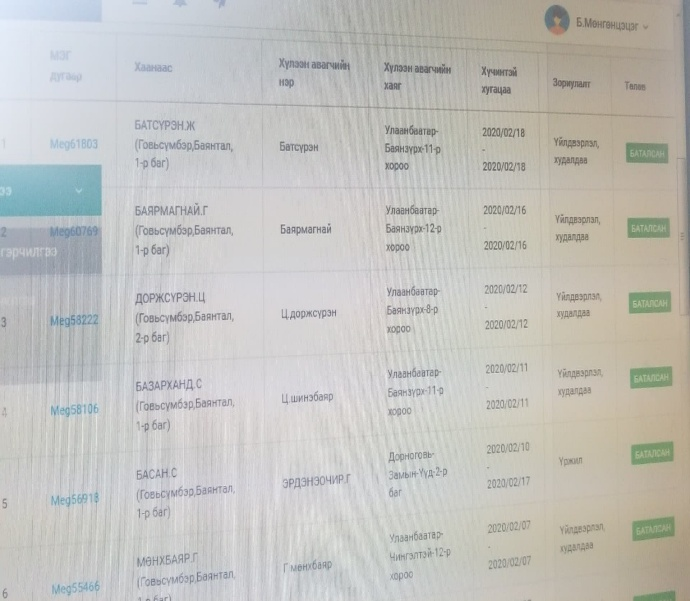 Б.Мөнгөнцэцэг
МЭГ дугаар
Хаанаас
Хүлээн авагчийн нэр
Хүлээн авагчийн хаяг
Хүчинтэй хугацаа
Зориулалт
Төлөв
1
Meg61803
БАТСҮРЭН.Ж
(Говьсүмбэр,Баянтал,
1-р баг)
Батсүрэн
Улаанбаатар-
Баянзүрх-11-р
хороо
2020/02/18
-
2020/02/18
Үйлдвэрлэл,
худалдаа
БАТАЛСАН
2
Meg60769
гэрчилгээ
БАЯРМАГНАЙ.Г
(Говьсүмбэр,Баянтал,
1-р баг)
Баярмагнай
Улаанбаатар-
Баянзүрх-12-р
хороо
2020/02/16
-
2020/02/16
Үйлдвэрлэл,
худалдаа
БАТАЛСАН
3
Meg58222
ДОРЖСҮРЭН.Ц
(Говьсүмбэр,Баянтал,
2-р баг)
Ц.доржсүрэн
Улаанбаатар-
Баянзүрх-8-р
хороо
2020/02/12
-
2020/02/12
Үйлдвэрлэл,
худалдаа
БАТАЛСАН
4
Meg58106
БАЗАРХАНД.С
(Говьсүмбэр,Баянтал,
1-р баг)
Ц.шинэбаяр
Улаанбаатар-
Баянзүрх-11-р
хороо
2020/02/11
-
2020/02/11
Үйлдвэрлэл,
худалдаа
БАТАЛСАН
5
Meg56918
БАСАН.С
(Говьсүмбэр,Баянтал,
1-р баг)
ЭРДЭНЭОЧИР.Г
Дорноговь-
Замын-Үүд-2-р
баг
2020/02/10
-
2020/02/17
Үржил
БАТАЛСАН
6
Meg55466
МӨНХБАЯР.Г
(Говьсүмбэр,Баянтал,
1-р баг)
Г.мөнхбаяр
Улаанбаатар-
Чингэлтэй-12-р
хороо
2020/02/07
-
2020/02/07
Үйлдвэрлэл,
худалдаа
БАТАЛСАН